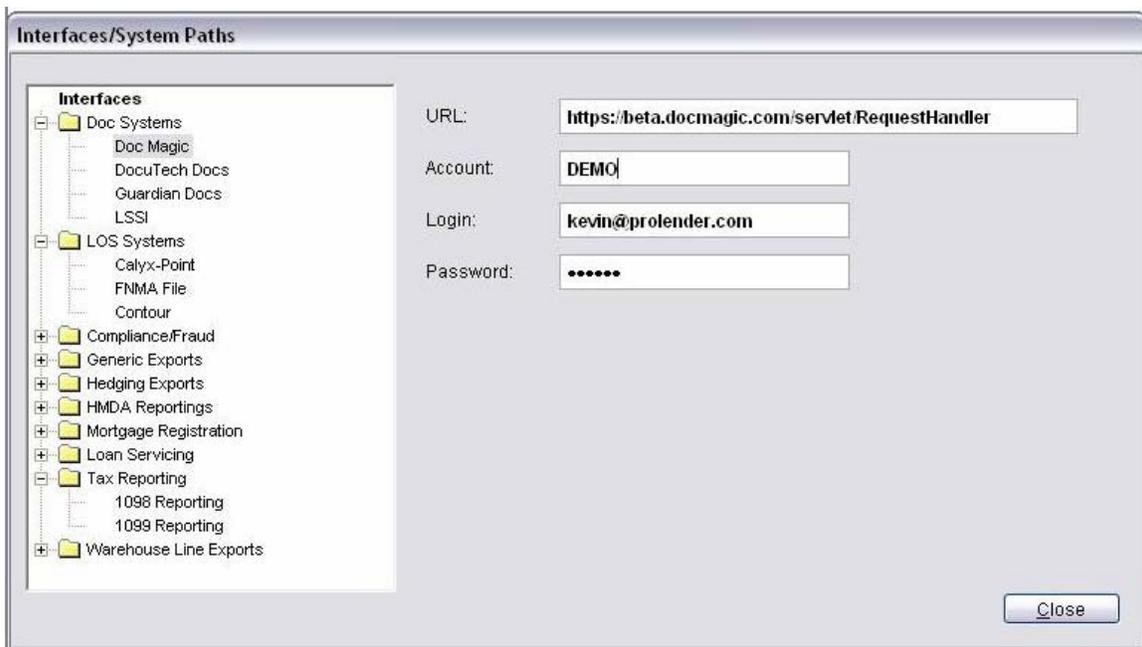 Interfaces/System Paths
Interfaces
Doc Systems
Doc Magic
DocuTech Docs
Guardian Docs
LSSI
LOS Systems
Calyx-Point
FNMA File
Contour
Compliance/Fraud
Generic Exports
Hedging Exports
HMDA Reportings
Mortgage Registration
Loan Servicing
Tax Reporting
1098 Reporting
1099 Reporting
Warehouse Line Exports
URL: https://beta.docmagic.com/servlet/RequestHandler
Account: DEMO
Login: kevin@prolender.com
Password: ••••••
Close